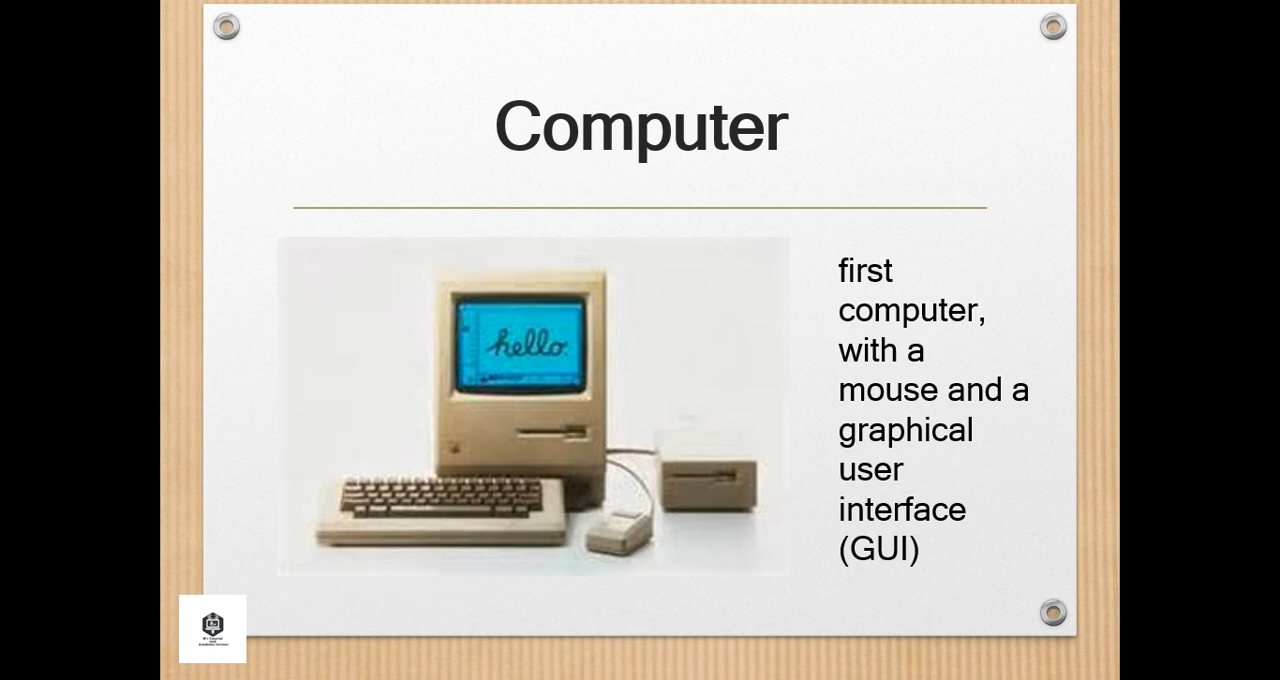 Computer
hello.
first
computer,
with a
mouse and a
graphical
user
interface
(GUI)